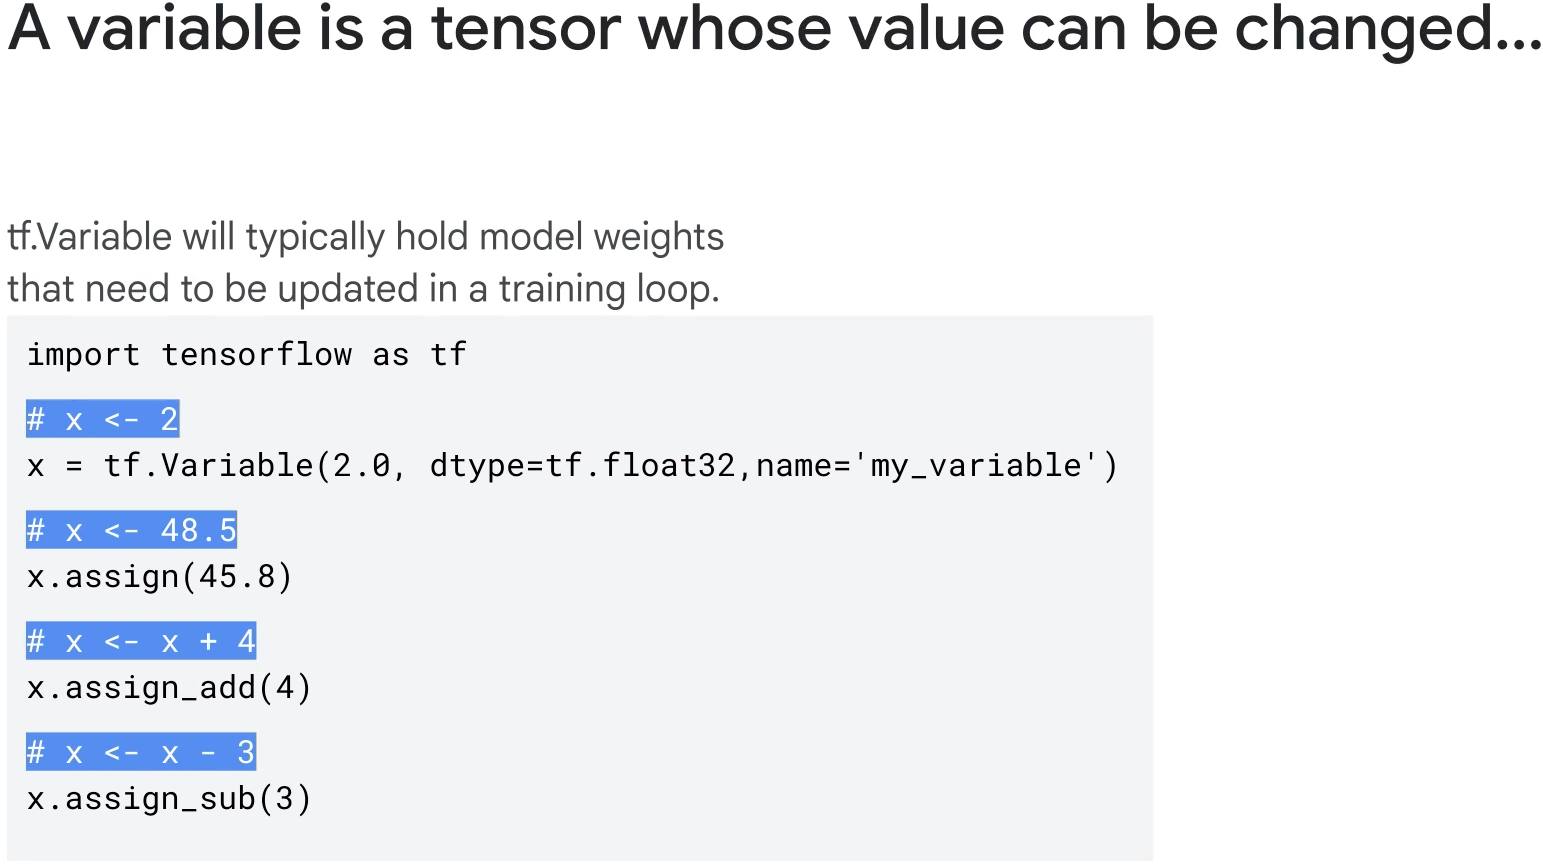 A variable is a tensor whose value can be changed...
tf.Variable will typically hold model weights
that need to be updated in a training loop.
import tensorflow as tf
# x <- 2
x = tf.Variable(2.0, dtype=tf.float32,name='my_variable')
# x <- 48.5
x.assign(45.8)
# x <- x + 4
x.assign_add(4)
# x <- x - 3
x.assign_sub(3)